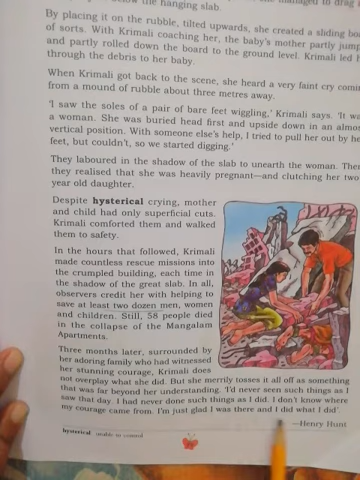 the hanging slab.
By placing it on the rubble, tilted upwards, she created a sliding
of sorts. With Krimali coaching her, the baby's mother partly
and partly rolled down the board to the ground level. Krimali led
through the debris to her baby.
When Krimali got back to the scene, she heard a very faint cry
from a mound of rubble about three metres away.
'I saw the soles of a pair of bare feet wiggling,' Krimali says.
a woman. She was buried head first and upside down in an
vertical position. With someone else's help, I tried to pull her out by
feet, but couldn't, so we started digging.'
They laboured in the shadow of the slab to unearth the woman.
they realised that she was heavily pregnant—and clutching her two
year old daughter.
Despite hysterical crying, mother
and child had only superficial cuts.
Krimali comforted them and walked
them to safety.
In the hours that followed, Krimali
made countless rescue missions into
the crumpled building, each time in
the shadow of the great slab. In all,
observers credit her with helping to
save at least two dozen men, women
and children. Still, 58 people died
in the collapse of the Mangalam
Apartments.
Three months later, surrounded by
her adoring family who had witnessed
her stunning courage, Krimali does
not overplay what she did. But she merrily tosses it all off as something
that was far beyond her understanding. 'I'd never seen such things as I
saw that day. I had never done such things as I did. I don't know where
my courage came from. I'm just glad I was there and I did what I did'.
—Henry Hunt
hysterical unable to control